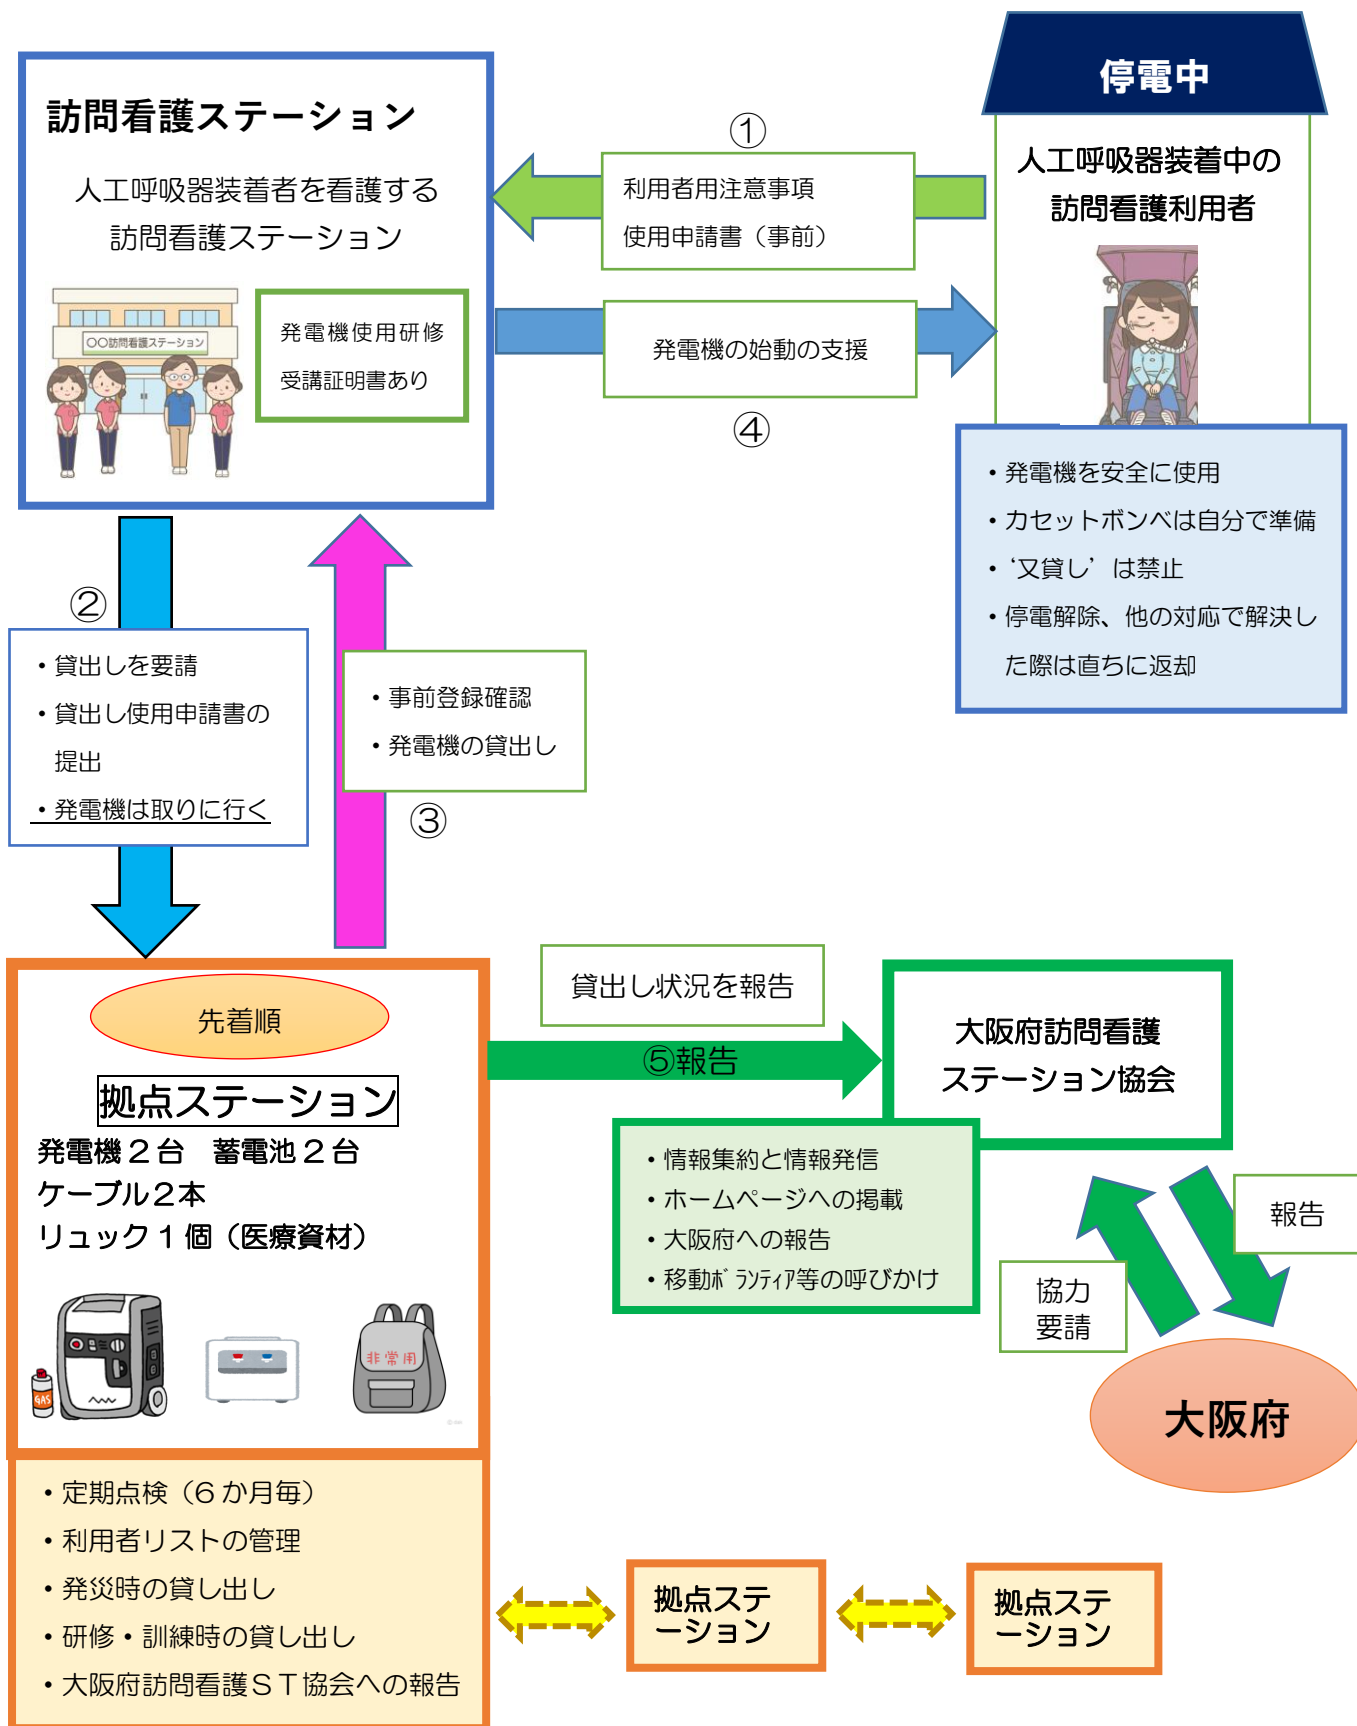 停電中
訪問看護ステーション
人工呼吸器装着者を看護する
訪問看護ステーション
〇〇訪問看護ステーション
発電機使用研修
受講証明書あり
①
利用者用注意事項
使用申請書（事前）
発電機の始動の支援
④
人工呼吸器装着中の
訪問看護利用者
・発電機を安全に使用
・カセットボンベは自分で準備
・‘又貸し’は禁止
・停電解除、他の対応で解決し
た際は直ちに返却
②
・貸出しを要請
・貸出し使用申請書の
提出
・発電機は取りに行く
・事前登録確認
・発電機の貸出し
③
先着順
拠点ステーション
発電機２台　蓄電池２台
ケーブル２本
リュック１個（医療資材）
GAS
非常用
・定期点検（６か月毎）
・利用者リストの管理
・発災時の貸し出し
・研修・訓練時の貸し出し
・大阪府訪問看護ＳＴ協会への報告
貸出し状況を報告
⑤報告
大阪府訪問看護
ステーション協会
・情報集約と情報発信
・ホームページへの掲載
・大阪府への報告
・移動ﾎﾞﾗﾝﾃｨｱ等の呼びかけ
報告
協力
要請
大阪府
拠点ステ
ーション
拠点ステ
ーション